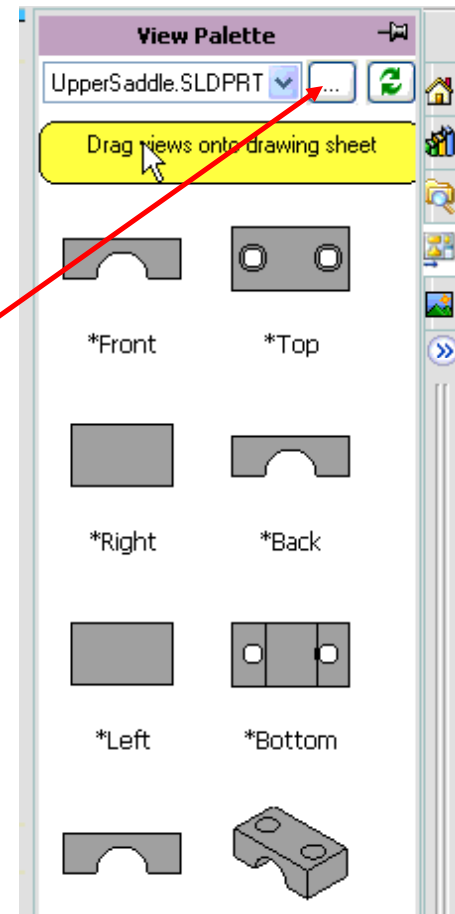 View Palette
UpperSaddle.SLDPRT ...
Drag views onto drawing sheet
*Front *Top
*Right *Back
*Left *Bottom